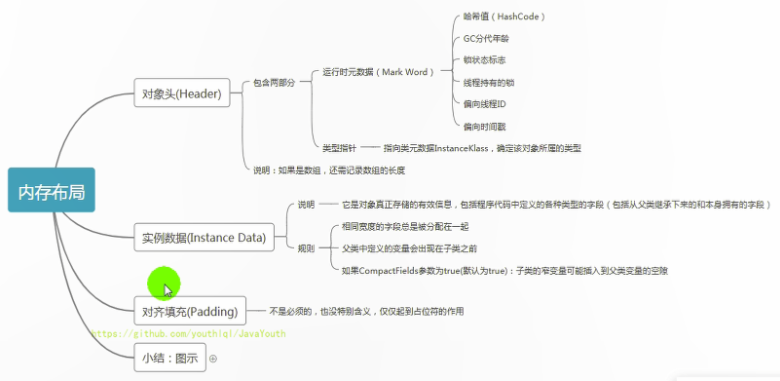 内存布局
对象头(Header)
包含两部分
运行时元数据（Mark Word）
哈希值（HashCode）
GC分代年龄
锁状态标志
线程持有的锁
偏向线程ID
偏向时间戳
类型指针
指向类元数据InstanceKlass，确定该对象所属的类型
说明：如果是数组，还需记录数组的长度
实例数据(Instance Data)
说明
它是对象真正存储的有效信息，包括程序代码中定义的各种类型的字段（包括从父类继承下来的和本身拥有的字段）
规则
相同宽度的字段总是被分配在一起
父类中定义的变量会出现在子类之前
如果CompactFields参数为true(默认为true)：子类的窄变量可能插入到父类变量的空隙
对齐填充(Padding)
不是必须的，也没特别含义，仅仅起到占位符的作用
https://github.com/youthlql/JavaYouth
小结：图示